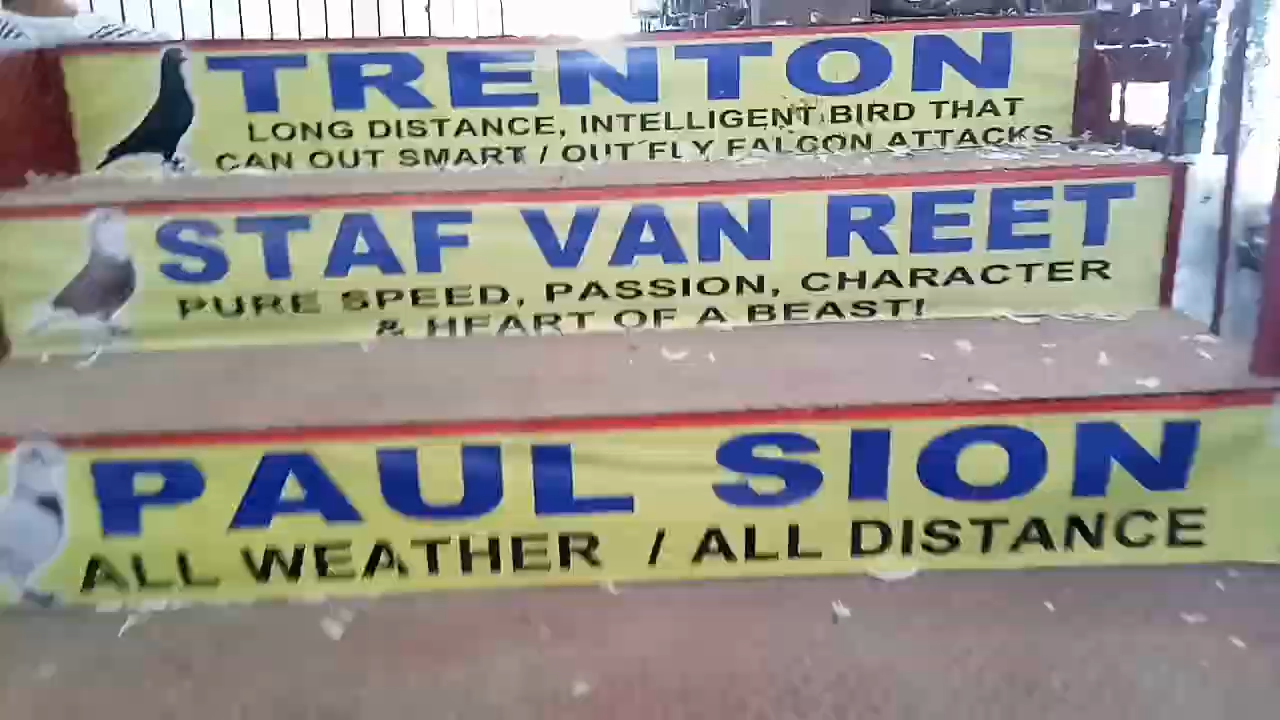 TRENTON
LONG DISTANCE, INTELLIGENT BIRD THAT
CAN OUT SMART / OUT FLY FALCON ATTACKS
STAF VAN REET
PURE SPEED, PASSION, CHARACTER
& HEART OF A BEAST!
PAUL SION
ALL WEATHER / ALL DISTANCE